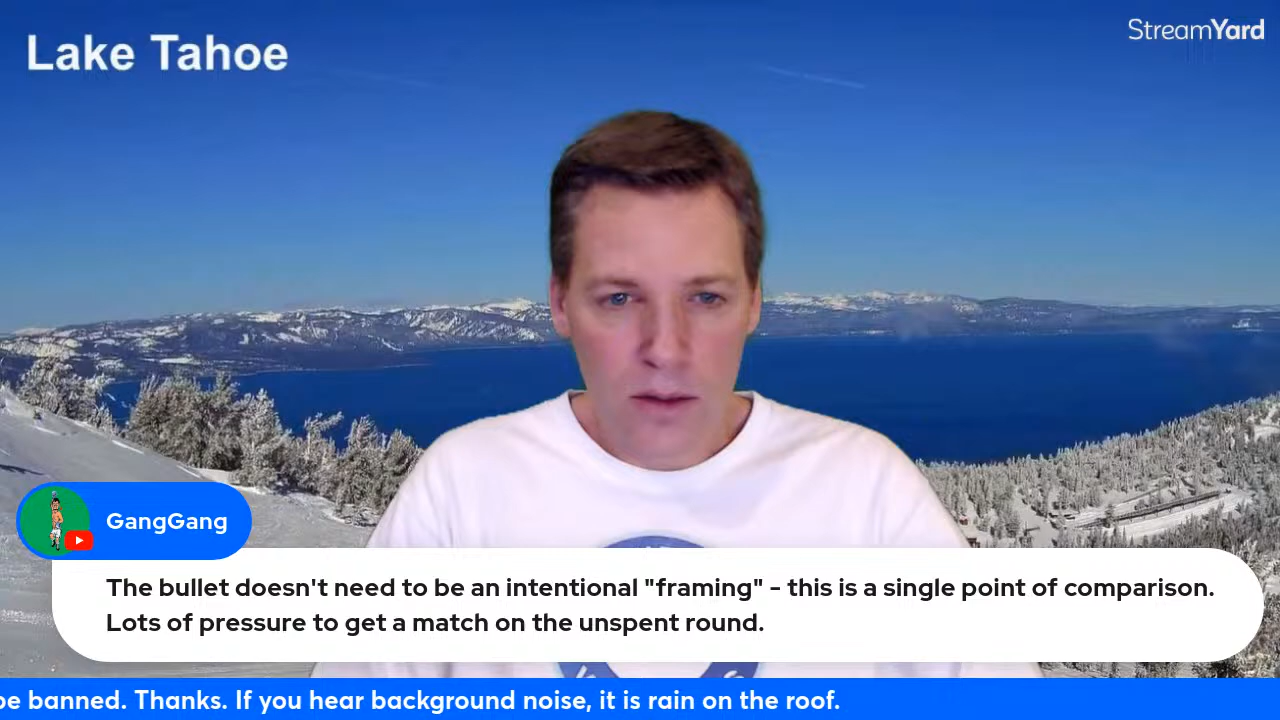 Lake Tahoe
StreamYard
GangGang
The bullet doesn't need to be an intentional "framing" - this is a single point of comparison.
Lots of pressure to get a match on the unspent round.
be banned. Thanks. If you hear background noise, it is rain on the roof.